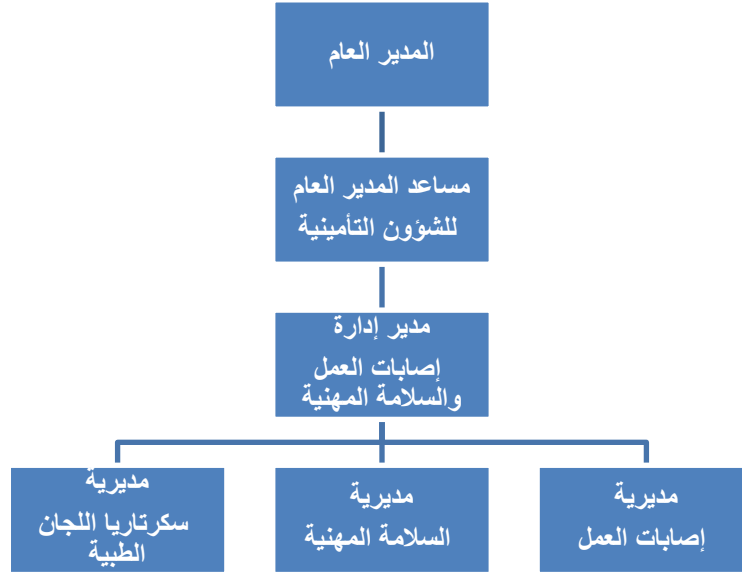 المدير العام
مساعد المدير العام
للشؤون التأمينية
مدير إدارة
إصابات العمل
والسلامة المهنية
مديرية
إصابات العمل
مديرية
السلامة المهنية
مديرية
سكرتاريا اللجان
الطبية